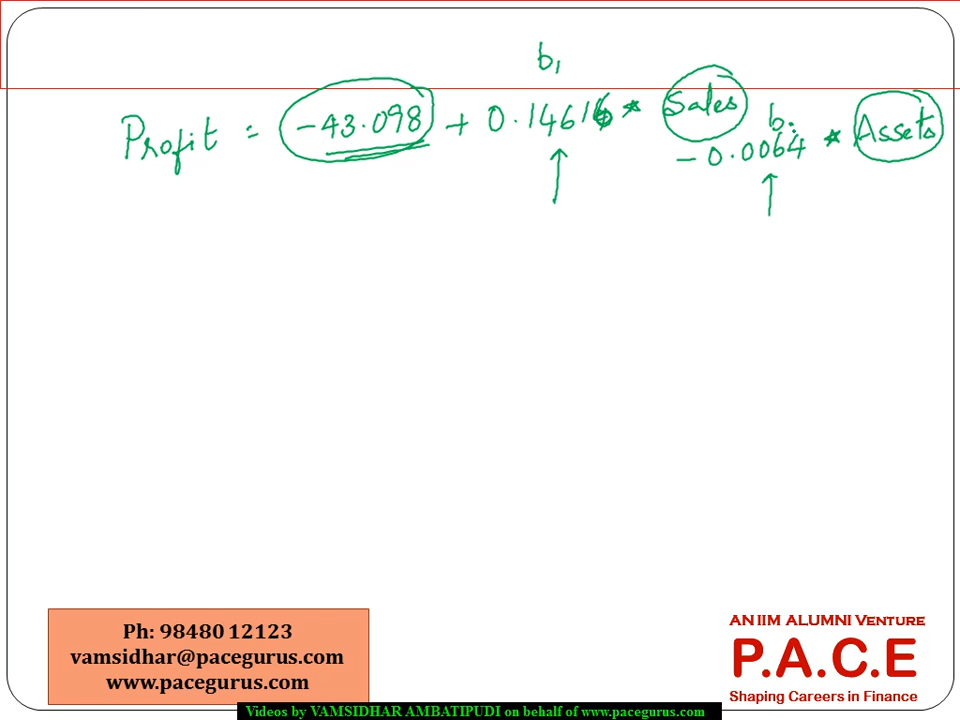 b₁
Profit = -43.098 + 0.14616 * Sales
b.
- 0.0064 * Assets
Ph: 98480 12123
vamsidhar@pacegurus.com
www.pacegurus.com
AN IIM ALUMNI VENTURE
P.A.C.E
Shaping Careers in Finance
Videos by VAMSIDHAR AMBATIPUDI on behalf of www.pacegurus.com